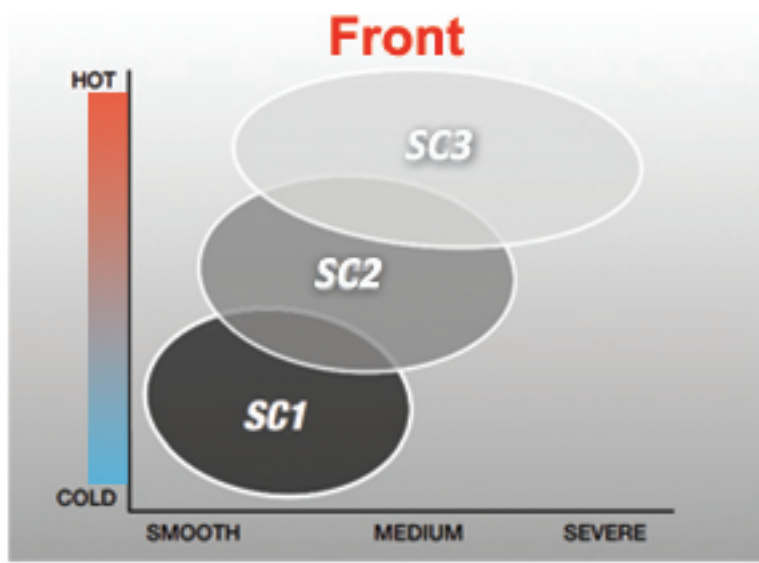 Front
HOT
SC3
SC2
SC1
COLD
SMOOTH MEDIUM SEVERE